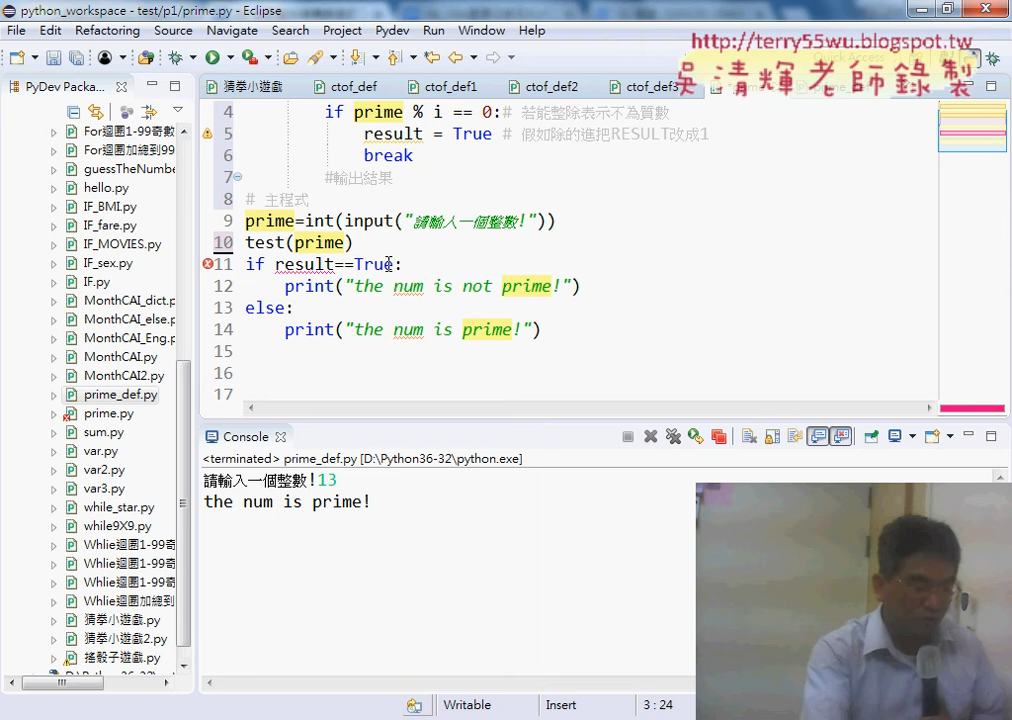 python_workspace - test/p1/prime.py - Eclipse
File Edit Refactoring Source Navigate Search Project Pydev Run Window Help
http://terry55wu.blogspot.tw
吳清輝老師錄製
PyDev Packa...
猜拳小遊戲 ctof_def ctof_def1 ctof_def2 ctof_def3
For迴圈1-99奇數
For迴圈加總到99
guessTheNumbe
hello.py
IF_BMI.py
IF_fare.py
IF_MOVIES.py
IF_sex.py
IF.py
MonthCAI_dict.p
MonthCAI_else.p
MonthCAI_Eng.p
MonthCAI.py
MonthCAI2.py
prime_def.py
prime.py
sum.py
var.py
var2.py
var3.py
while_star.py
while9X9.py
Whlie迴圈1-99奇
Whlie迴圈1-99奇
Whlie迴圈1-99奇
Whlie迴圈加總到
猜拳小遊戲.py
猜拳小遊戲2.py
搖骰子遊戲.py
4 if prime % i == 0:# 若能整除表示不為質數
5 result = True # 假如除的進把RESULT改成1
6 break
7 #輸出結果
8 # 主程式
9 prime=int(input("請輸入一個整數!"))
10 test(prime)
11 if result==True:
12 print("the num is not prime!")
13 else:
14 print("the num is prime!")
15
16
17
Console
<terminated> prime_def.py [D:\Python36-32\python.exe]
請輸入一個整數!13
the num is prime!
Writable Insert 3 : 24